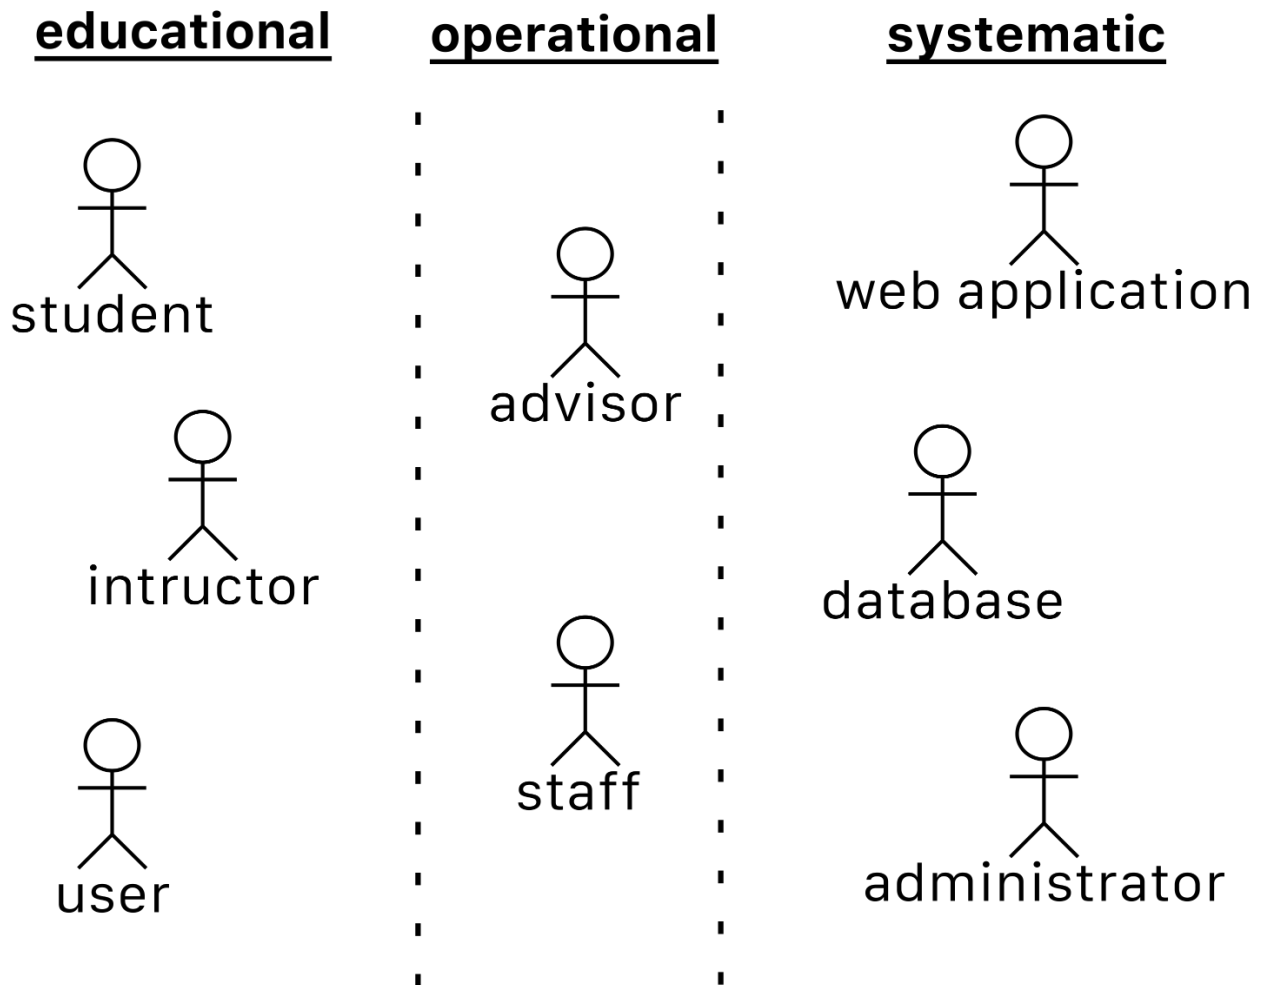 educational
operational
systematic
student
intructor
user
advisor
staff
web application
database
administrator